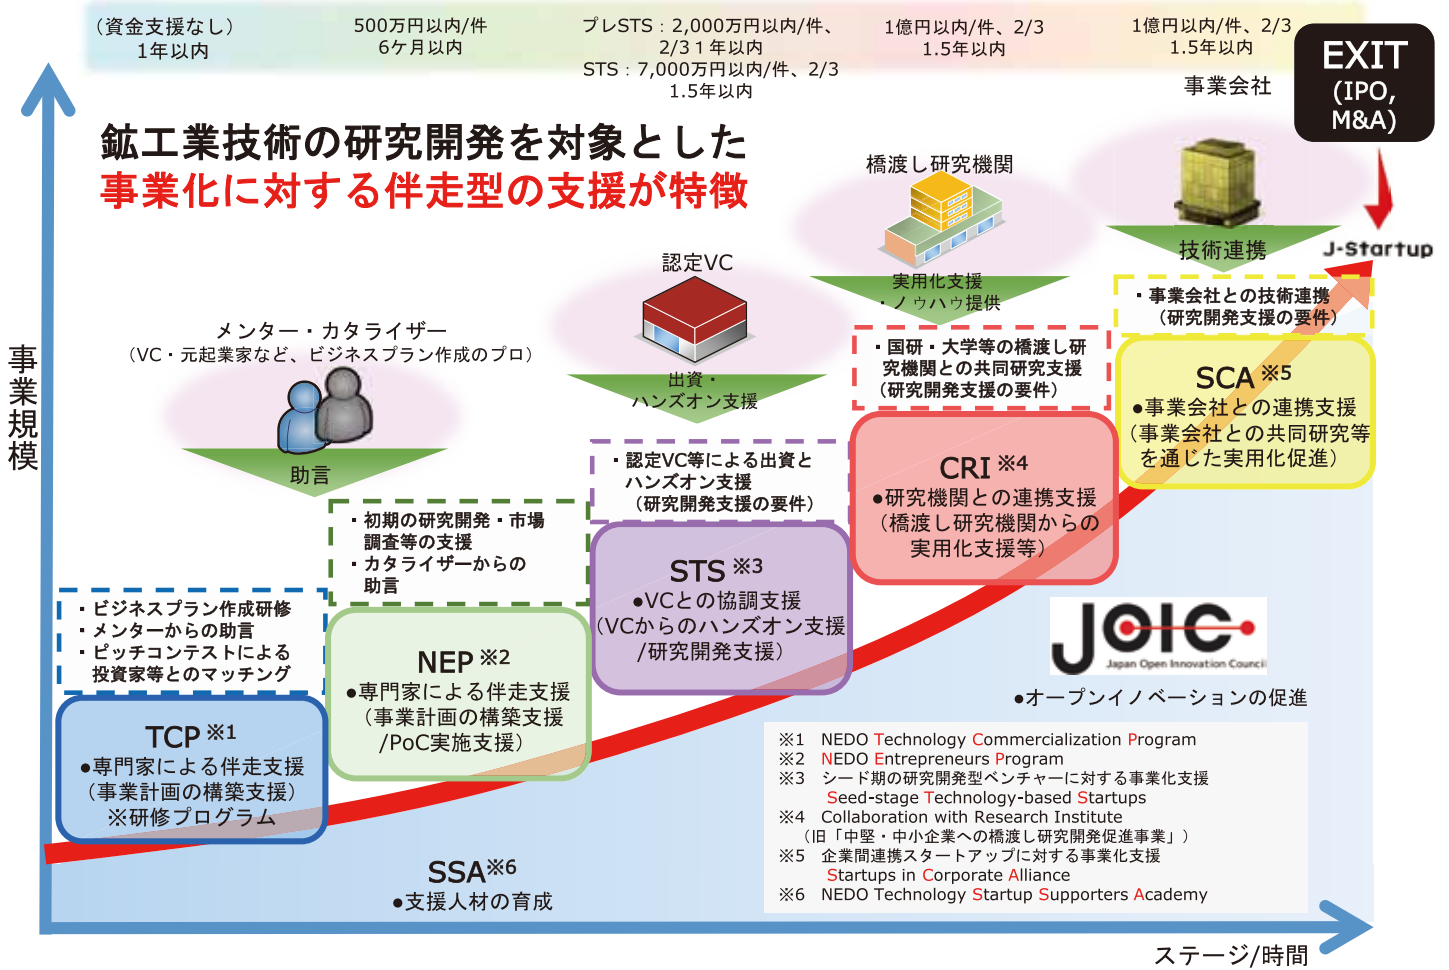 （資金支援なし）
1年以内
500万円以内/件
6ケ月以内
プレSTS：2,000万円以内/件、
2/3 1年以内
STS：7,000万円以内/件、2/3
1.5年以内
1億円以内/件、2/3
1.5年以内
1億円以内/件、2/3
1.5年以内
EXIT
(IPO,
M&A)
事業会社
鉱工業技術の研究開発を対象とした
事業化に対する伴走型の支援が特徴
橋渡し研究機関
技術連携
J-Startup
認定VC
実用化支援
・ノウハウ提供
・事業会社との技術連携
（研究開発支援の要件）
メンター・カタライザー
（VC・元起業家など、ビジネスプラン作成のプロ）
事業規模
出資・
ハンズオン支援
・国研・大学等の橋渡し研
究機関との共同研究支援
（研究開発支援の要件）
SCA※5
●事業会社との連携支援
（事業会社との共同研究等
を通じた実用化促進）
助言
・認定VC等による出資と
ハンズオン支援
（研究開発支援の要件）
CRI※4
●研究機関との連携支援
（橋渡し研究機関からの
実用化支援等）
・初期の研究開発・市場
調査等の支援
・カタライザーからの
助言
STS※3
●VCとの協調支援
（VCからのハンズオン支援
/研究開発支援）
・ビジネスプラン作成研修
・メンターからの助言
・ピッチコンテストによる
投資家等とのマッチング
NEP※2
●専門家による伴走支援
（事業計画の構築支援
/PoC実施支援）
JOIC
Japan Open Innovation Council
●オープンイノベーションの促進
TCP※1
●専門家による伴走支援
（事業計画の構築支援）
※研修プログラム
SSA※6
●支援人材の育成
※1 NEDO Technology Commercialization Program
※2 NEDO Entrepreneurs Program
※3 シード期の研究開発型ベンチャーに対する事業化支援
Seed-stage Technology-based Startups
※4 Collaboration with Research Institute
（旧「中堅・中小企業への橋渡し研究開発促進事業」）
※5 企業間連携スタートアップに対する事業化支援
Startups in Corporate Alliance
※6 NEDO Technology Startup Supporters Academy
ステージ/時間